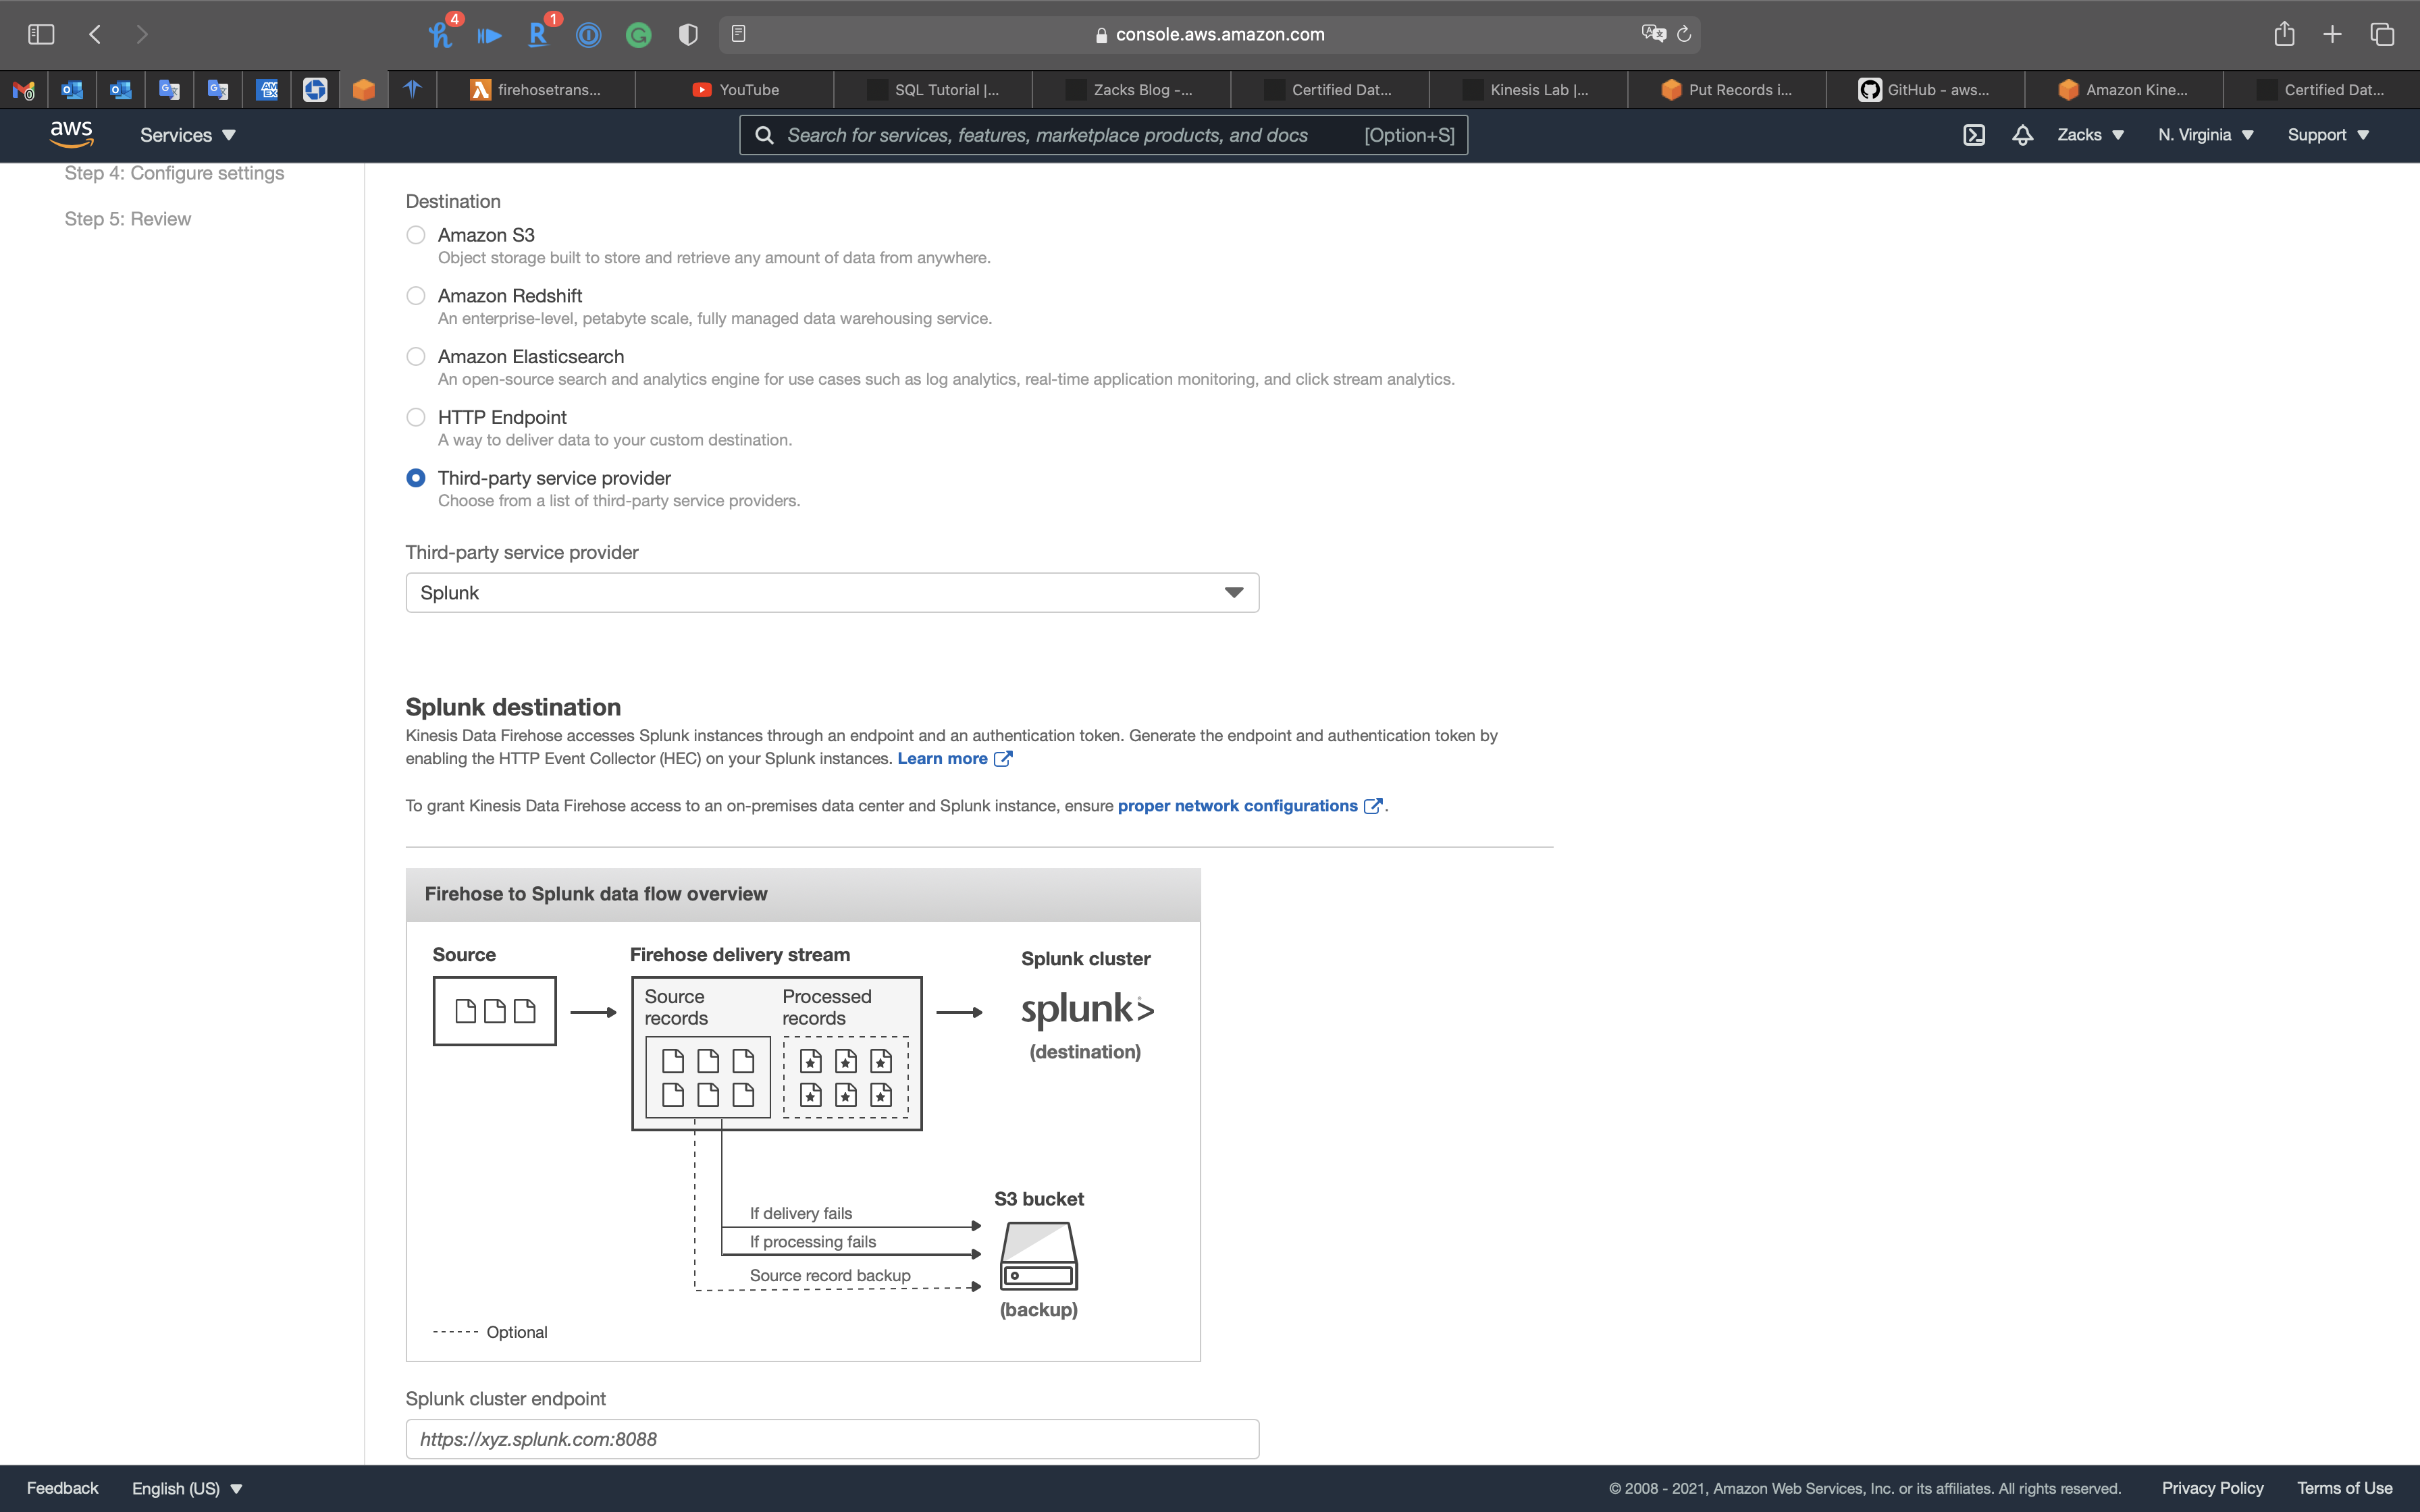 4
1
console.aws.amazon.com
0
AM
EX
firehosetrans...
YouTube
SQL Tutorial |...
Zacks Blog -...
Certified Dat...
Kinesis Lab |...
Put Records i...
GitHub - aws...
Amazon Kine...
Certified Dat...
aws
Services
Search for services, features, marketplace products, and docs
[Option+S]
Zacks
N. Virginia
Support
Step 4: Configure settings
Step 5: Review
Destination
Amazon S3
Object storage built to store and retrieve any amount of data from anywhere.
Amazon Redshift
An enterprise-level, petabyte scale, fully managed data warehousing service.
Amazon Elasticsearch
An open-source search and analytics engine for use cases such as log analytics, real-time application monitoring, and click stream analytics.
HTTP Endpoint
A way to deliver data to your custom destination.
Third-party service provider
Choose from a list of third-party service providers.
Third-party service provider
Splunk
Splunk destination
Kinesis Data Firehose accesses Splunk instances through an endpoint and an authentication token. Generate the endpoint and authentication token by
enabling the HTTP Event Collector (HEC) on your Splunk instances. Learn more
To grant Kinesis Data Firehose access to an on-premises data center and Splunk instance, ensure proper network configurations .
Firehose to Splunk data flow overview
Source
Firehose delivery stream
Splunk cluster
Source
records
Processed
records
splunk>
(destination)
S3 bucket
If delivery fails
If processing fails
Source record backup
(backup)
------ Optional
Splunk cluster endpoint
https://xyz.splunk.com:8088
Feedback
English (US)
© 2008 - 2021, Amazon Web Services, Inc. or its affiliates. All rights reserved.
Privacy Policy
Terms of Use